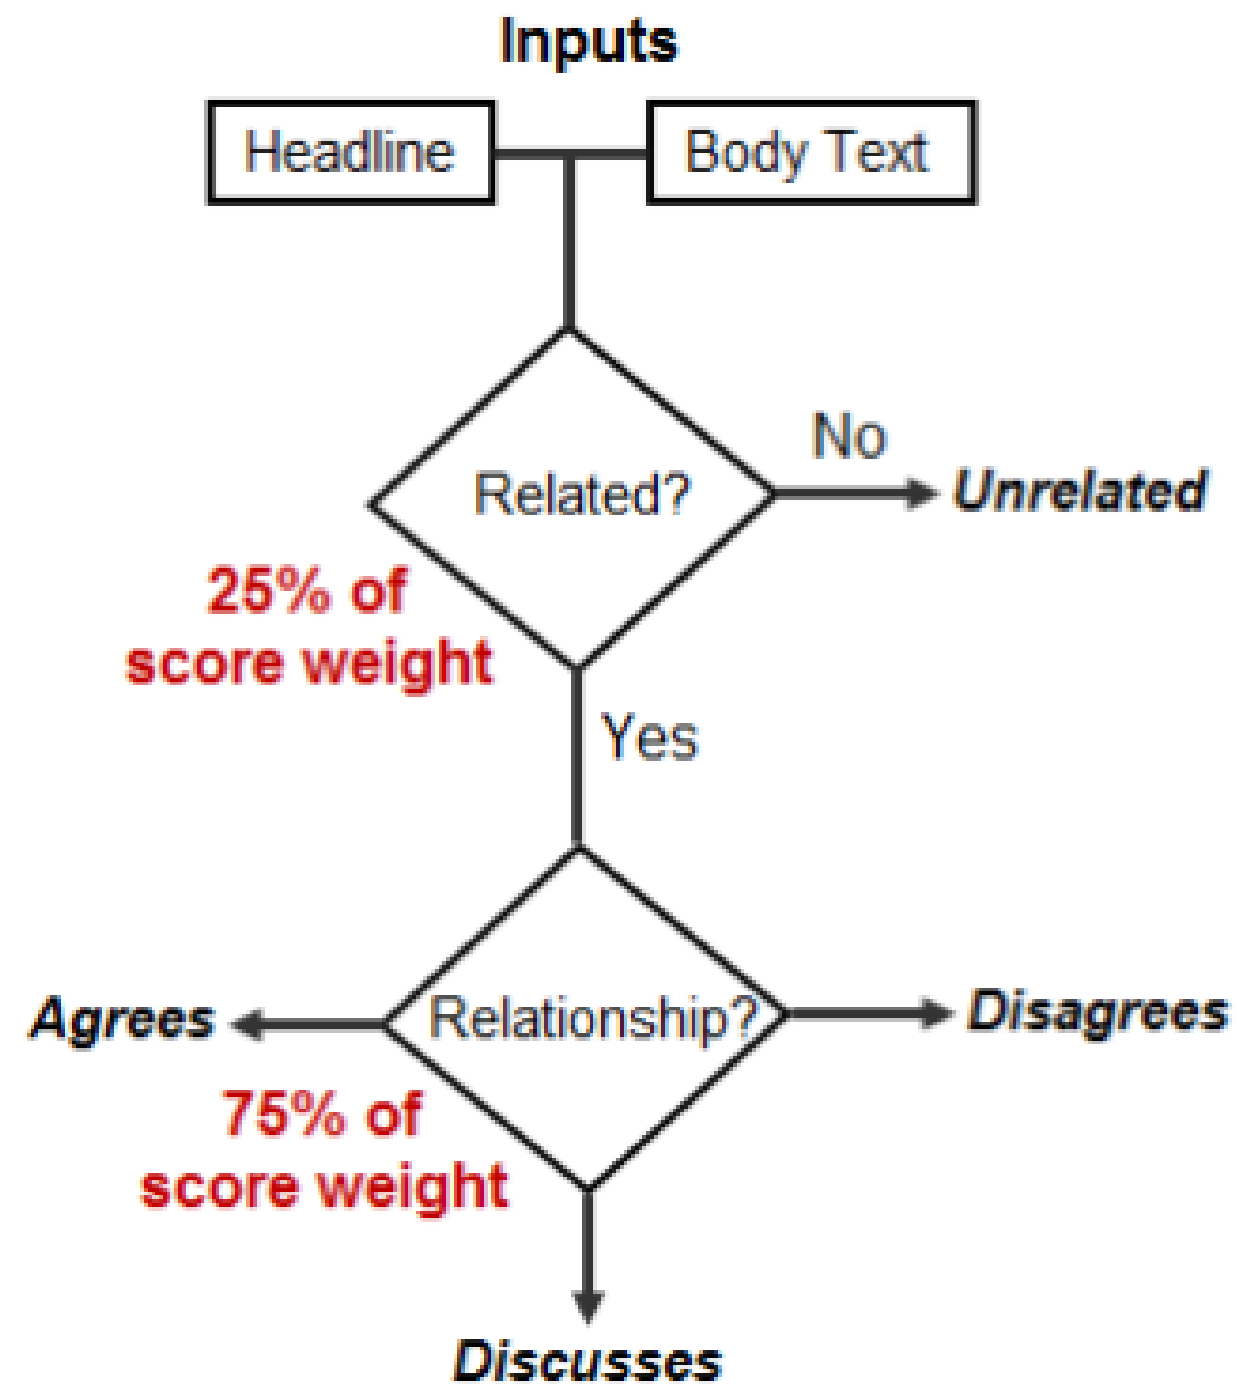 Inputs
Headline
Body Text
Related?
No
Unrelated
25% of
score weight
Yes
Agrees
Relationship?
Disagrees
75% of
score weight
Discusses